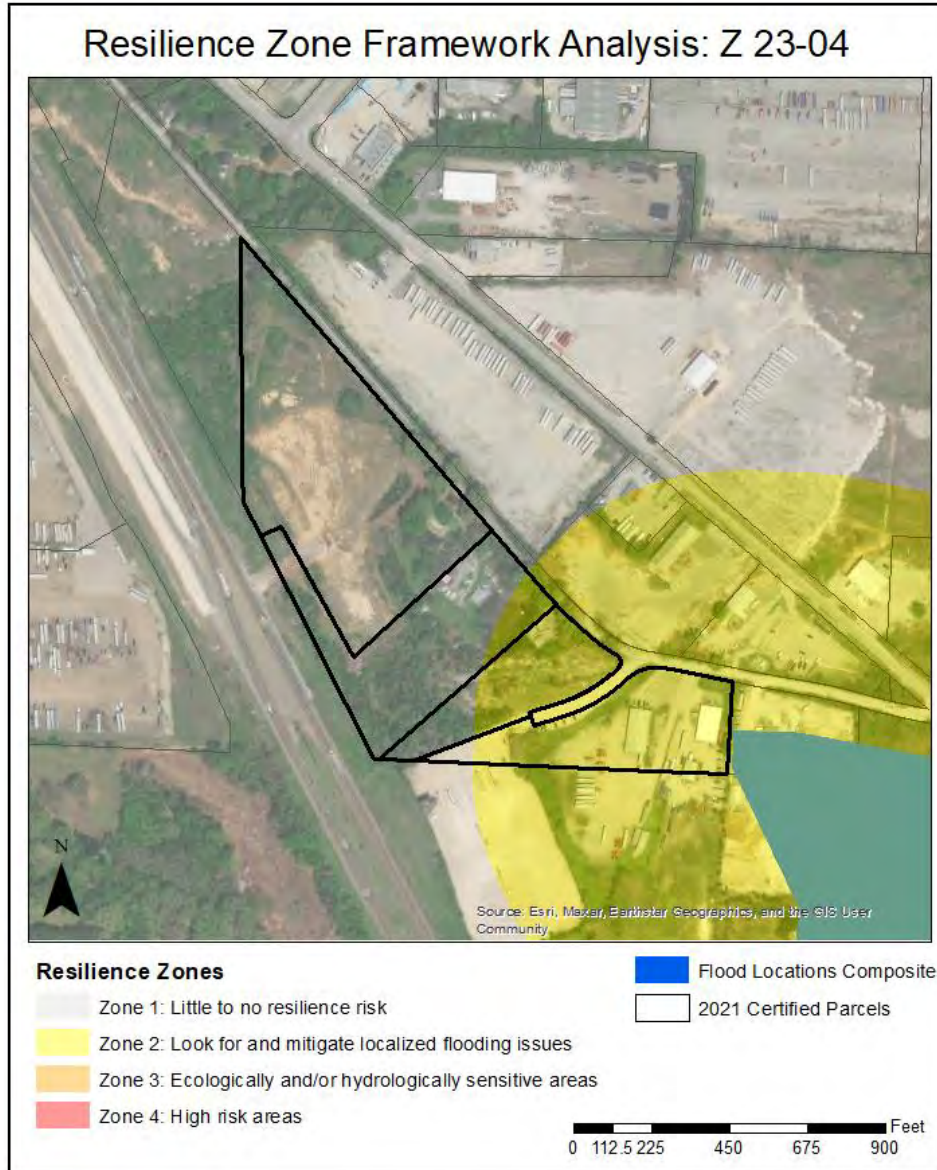 Resilience Zone Framework Analysis: Z 23-04
N
Source: Esri, Maxar, Earthstar Geographics, and the GIS User
Community
Resilience Zones
Zone 1: Little to no resilience risk
Zone 2: Look for and mitigate localized flooding issues
Zone 3: Ecologically and/or hydrologically sensitive areas
Zone 4: High risk areas
Flood Locations Composite
2021 Certified Parcels
Feet
0 112.5 225 450 675 900